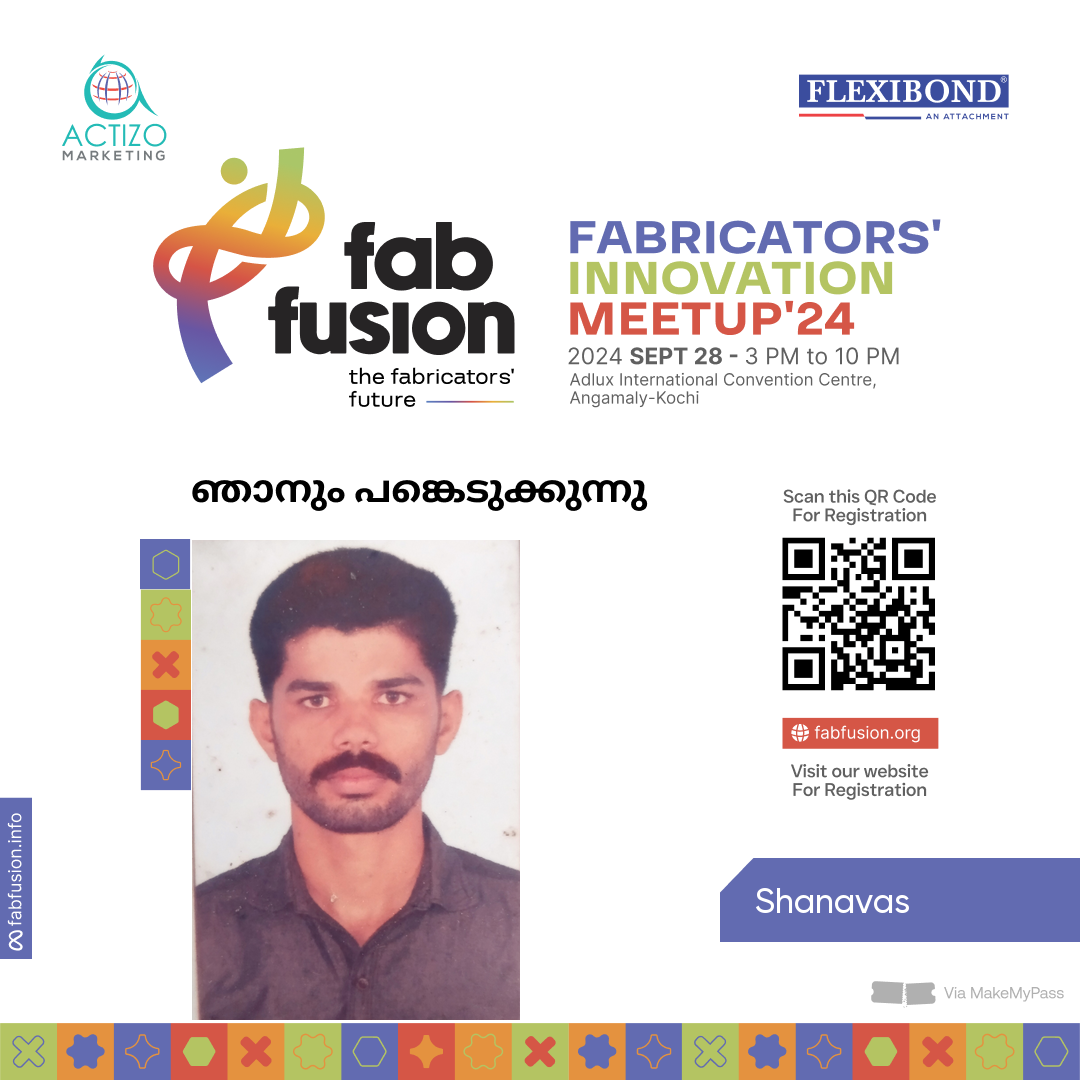 ACTIZO
MARKETING
FLEXIBOND®
AN ATTACHMENT
fab
fusion
the fabricators'
future
FABRICATORS'
INNOVATION
MEETUP'24
2024 SEPT 28 - 3 PM to 10 PM
Adlux International Convention Centre,
Angamaly-Kochi
ഞാനും പങ്കെടുക്കുന്നു
Scan this QR Code
For Registration
fabfusion.org
Visit our website
For Registration
fabfusion.info
Shanavas
Via MakeMyPass